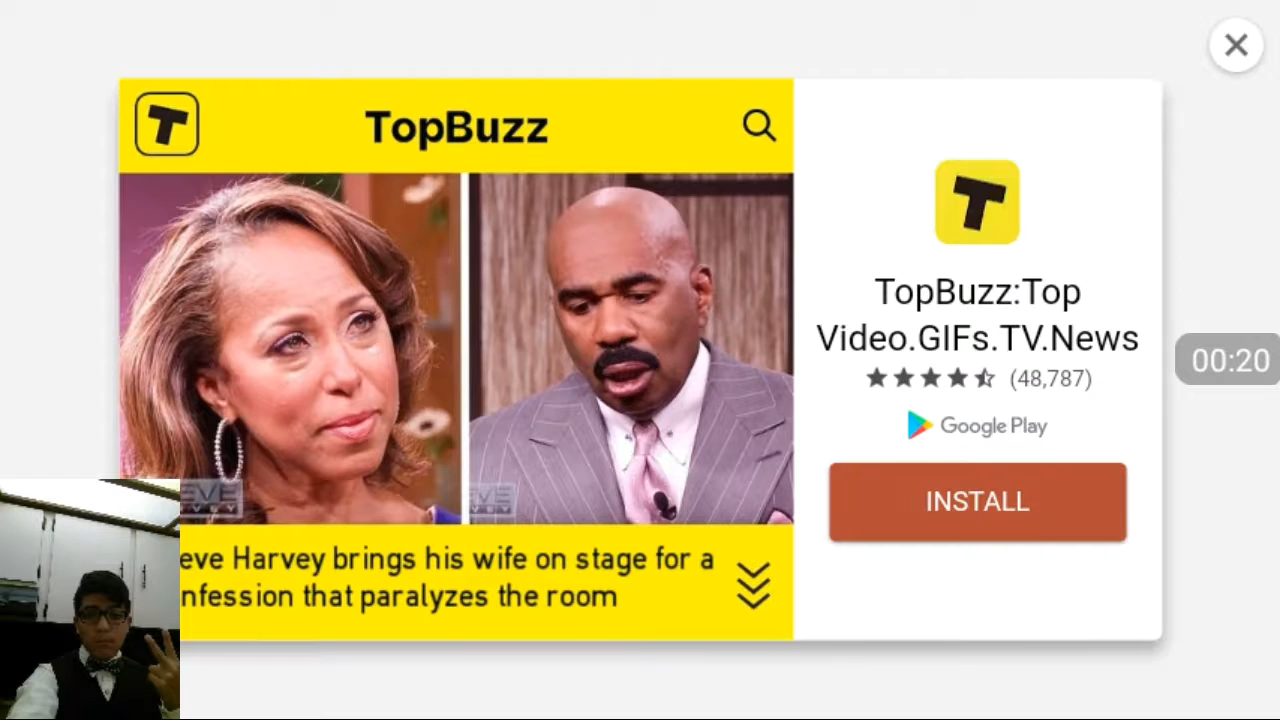 TopBuzz
eve Harvey brings his wife on stage for a
nfession that paralyzes the room
T
TopBuzz:Top
Video.GIFs.TV.News
(48,787)
Google Play
INSTALL
00:20